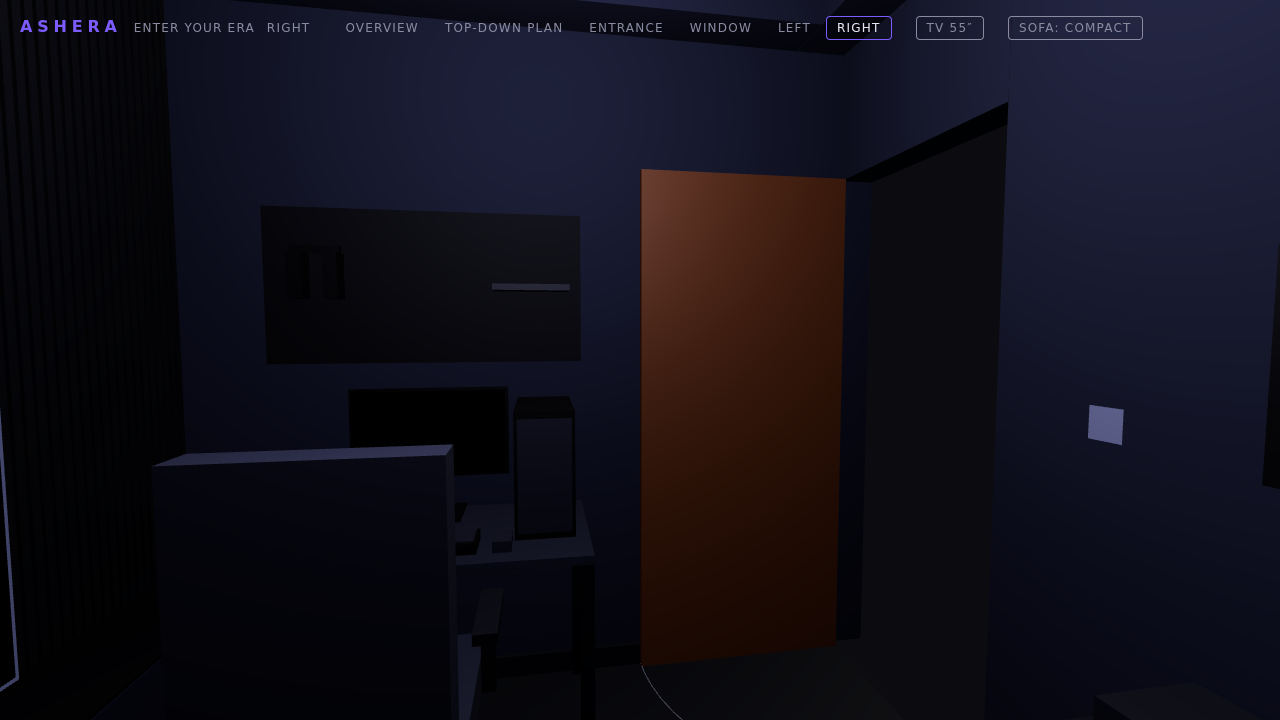 ASHERA ENTER YOUR ERA RIGHT OVERVIEW TOP-DOWN PLAN ENTRANCE WINDOW LEFT RIGHT TV 55″ SOFA: COMPACT